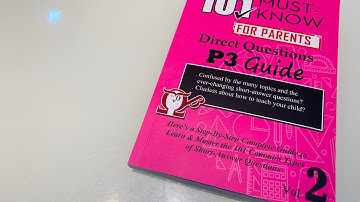 101 MUST-
KNOW
FOR PARENTS
Direct Questions
P3 Guide
- Confused by the many topics and the
ever-changing short-answer questions?
- Clueless about how to teach your child?
Here's a Step-By-Step Complete Guide to
Learn & Master the 101 Common Types
of Short-Answer Questions.
Vol 2